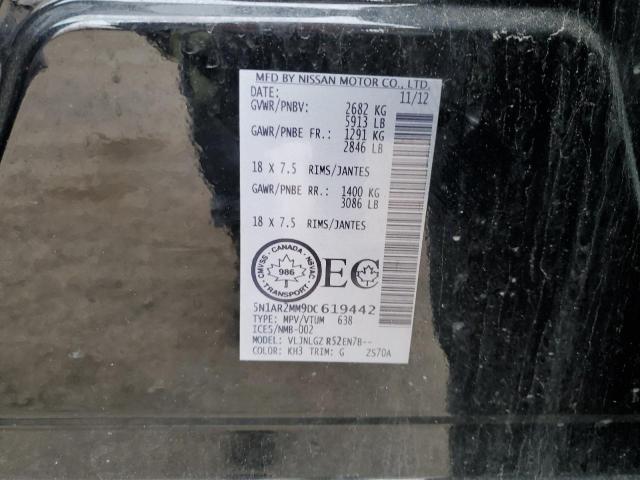 MFD BY NISSAN MOTOR CO., LTD.
DATE: 11/12
GVWR/PNBV: 2682 KG
5913 LB
GAWR/PNBE FR.: 1291 KG
2846 LB
18 X 7.5 RIMS/JANTES
GAWR/PNBE RR.: 1400 KG
3086 LB
18 X 7.5 RIMS/JANTES
CANADA
CMVSS - NSVAC
986
TRANSPORT
EC
5N1AR2MM9DC619442
TYPE: MPV/VTUM 638
ICES/NMB-002
MODEL: VLJNLGZ R52EN7B--
COLOR: KH3 TRIM: G 2S70A